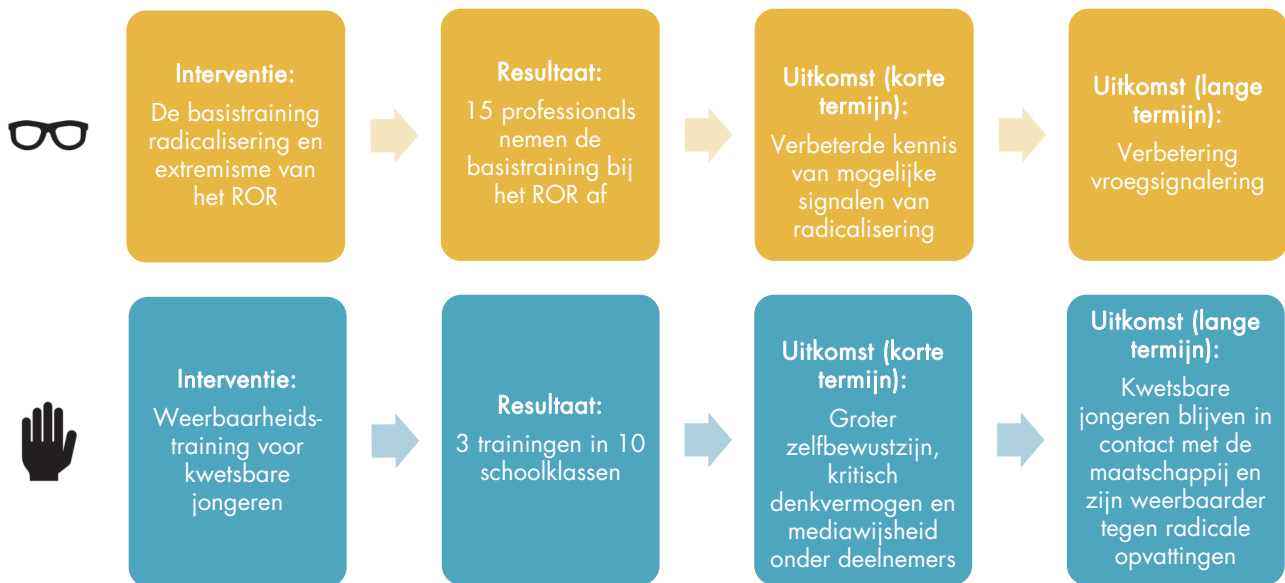 Interventie:
De basistraining
radicalisering en
extremisme van
het ROR
Resultaat:
15 professionals
nemen de
basistraining bij
het ROR af
Uitkomst (korte
termijn):
Verbeterde kennis
van mogelijke
signalen van
radicalisering
Uitkomst (lange
termijn):
Verbetering
vroegsignalering
Interventie:
Weerbaarheids-
training voor
kwetsbare
jongeren
Resultaat:
3 trainingen in 10
schoolklassen
Uitkomst (korte
termijn):
Groter
zelfbewustzijn,
kritisch
denkvermogen en
mediawijsheid
onder deelnemers
Uitkomst (lange
termijn):
Kwetsbare
jongeren blijven in
contact met de
maatschappij en
zijn weerbaarder
tegen radicale
opvattingen